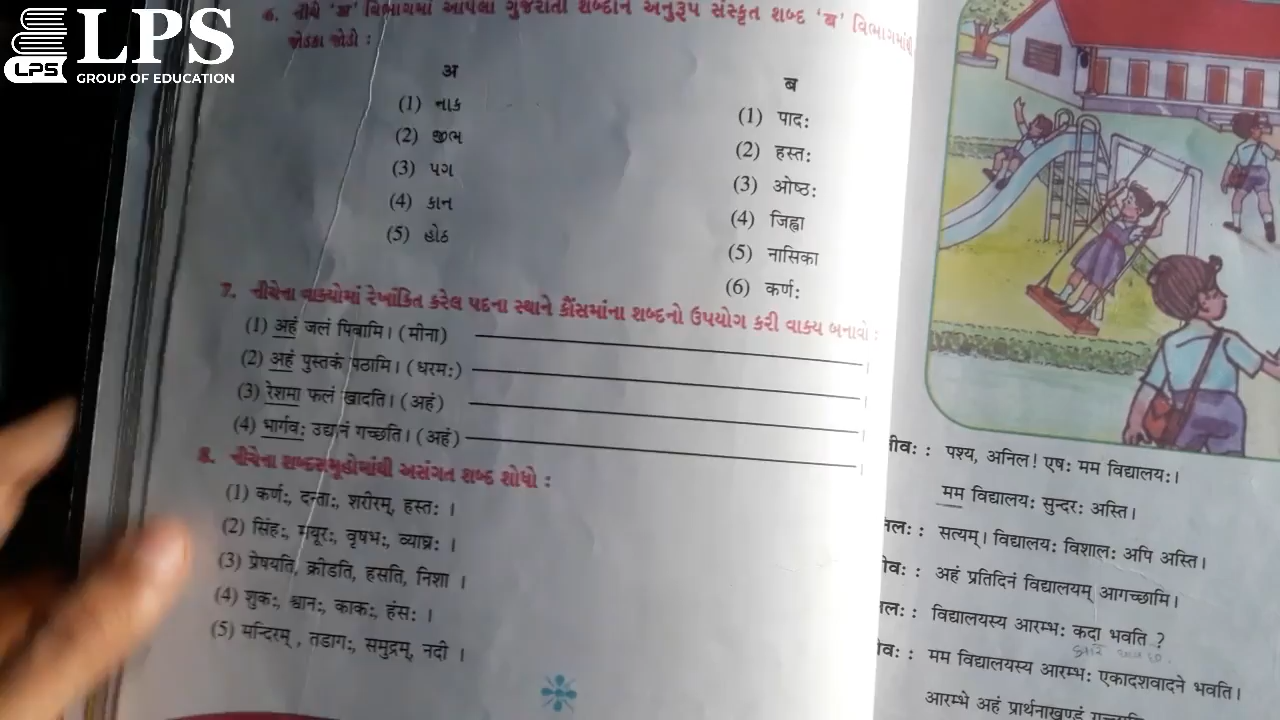 LPS
LPS
GROUP OF EDUCATION
6. નીચે 'अ' વિભાગમાં આપેલા ગુજરાતી શબ્દોને અનુરૂપ સંસ્કૃત શબ્દ 'ब' વિભાગમાંથી
જોડકા જોડો :
अ
(1) નાક
(2) જીભ
(3) પગ
(4) કાન
(5) હોઠ
ब
(1) पादः
(2) हस्तः
(3) ओष्ठः
(4) जिह्वा
(5) नासिका
(6) कर्णः
7. નીચેના વાક્યોમાં રેખાંકિત કરેલ પદના સ્થાને કૌંસમાંના શબ્દનો ઉપયોગ કરી વાક્ય બનાવો :
(1) अहं जलं पिबामि। (मीना)
(2) अहं पुस्तकं पठामि। (धरमः)
(3) रेशमा फलं खादति। (अहं)
(4) भार्गवः उद्यानं गच्छति। (अहं)
8. નીચેના શબ્દસમૂહોમાંથી અસંગત શબ્દ શોધો :
(1) कर्णः, दन्ताः, शरीरम्, हस्तः ।
(2) सिंहः, मयूरः, वृषभः, व्याघ्रः ।
(3) प्रेषयति, क्रीडति, हसति, निशा ।
(4) शुकः, श्वानः, काकः, हंसः ।
(5) मन्दिरम्, तडागः, समुद्रम्, नदी ।
: पश्य, अनिल! एषः मम विद्यालयः।
मम विद्यालयः सुन्दरः अस्ति।
: सत्यम्। विद्यालयः विशालः अपि अस्ति।
: अहं प्रतिदिनं विद्यालयम् आगच्छामि।
: विद्यालयस्य आरम्भः कदा भवति ?
: मम विद्यालयस्य आरम्भः एकादशवादने भवति।
आरम्भे अहं प्रार्थनाखण्डं